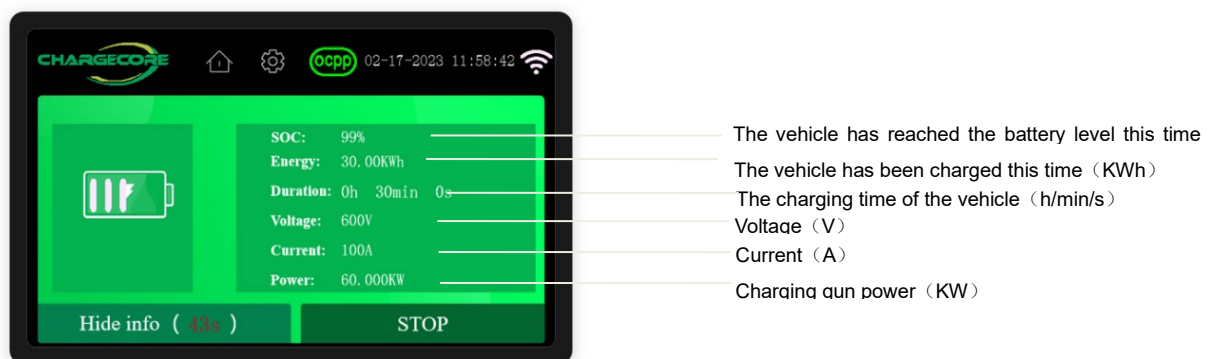 CHARGECORE ocpp 02-17-2023 11:58:42
SOC: 99%
Energy: 30.00KWh
Duration: 0h 30min 0s
Voltage: 600V
Current: 100A
Power: 60.000KW
Hide info ( 43s )
STOP
The vehicle has reached the battery level this time
The vehicle has been charged this time（KWh）
The charging time of the vehicle（h/min/s）
Voltage（V）
Current（A）
Charging gun power（KW）